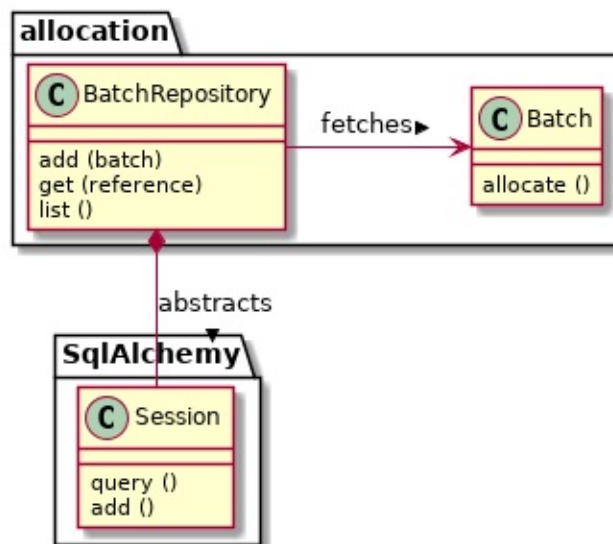 allocation
C BatchRepository
add (batch)
get (reference)
list ()
fetches▶
C Batch
allocate ()
abstracts
▼
SqlAlchemy
C Session
query ()
add ()